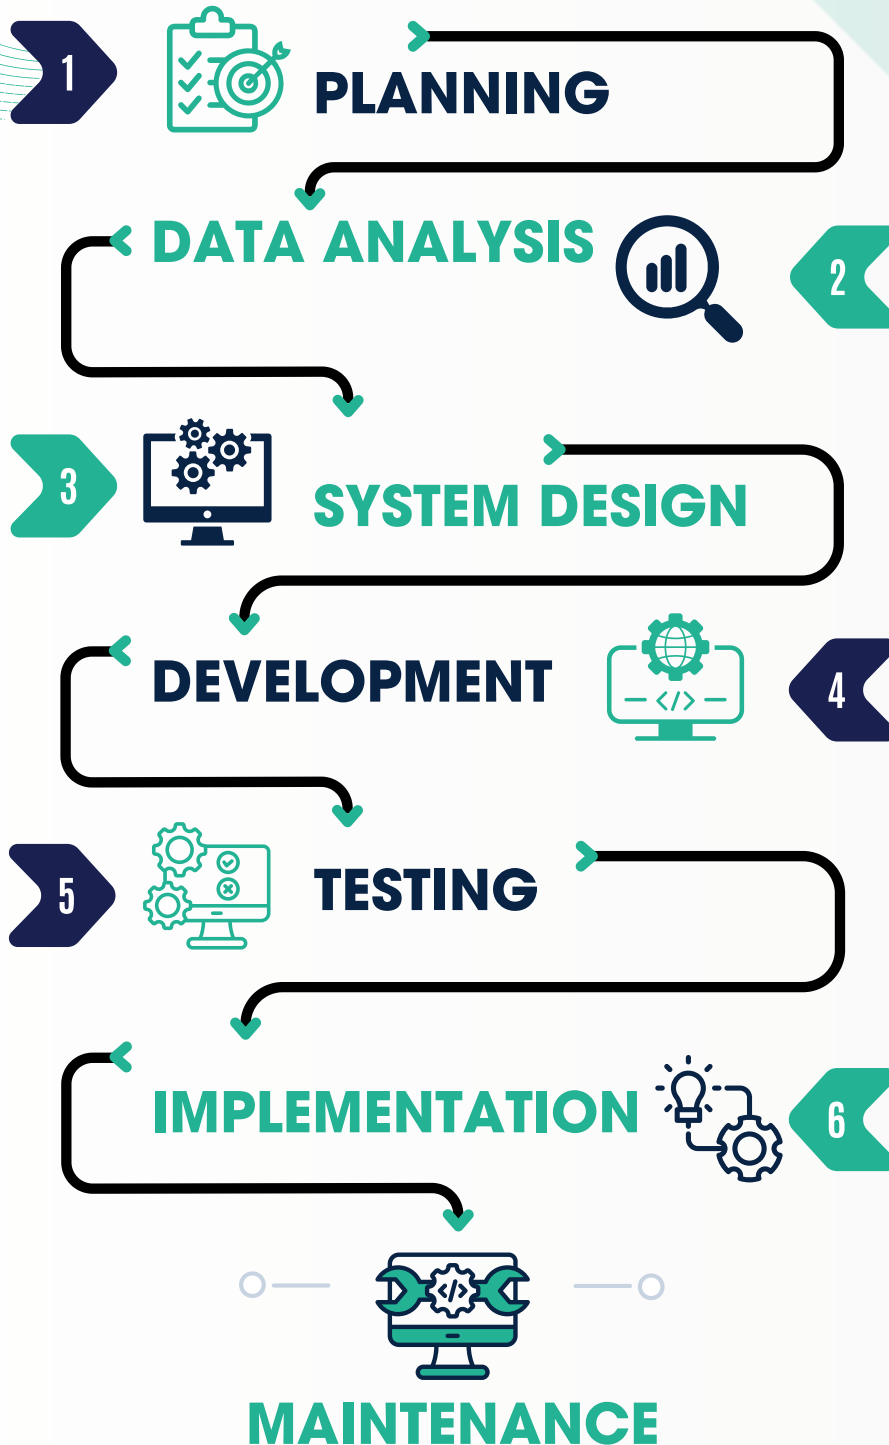 1
PLANNING
DATA ANALYSIS
2
3
SYSTEM DESIGN
DEVELOPMENT
</>
4
5
TESTING
IMPLEMENTATION
6
</>
MAINTENANCE